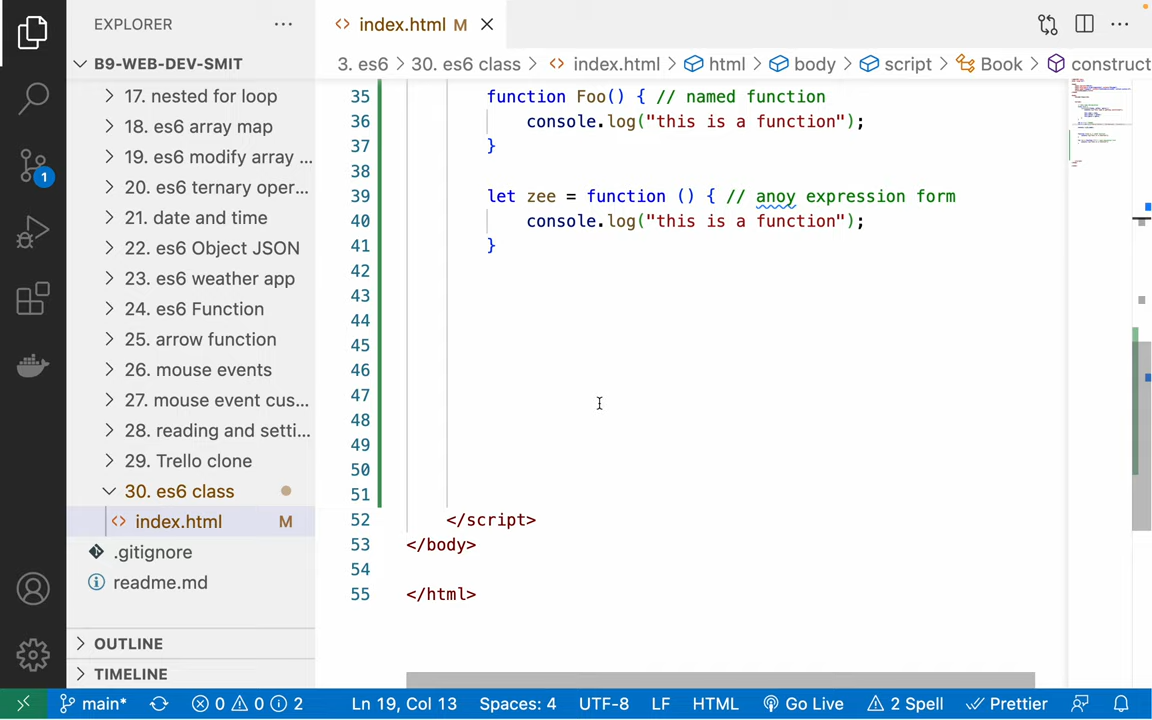 EXPLORER
index.html M
B9-WEB-DEV-SMIT
3. es6 > 30. es6 class > index.html > html > body > script > Book > construct
17. nested for loop
18. es6 array map
19. es6 modify array ...
20. es6 ternary oper...
21. date and time
22. es6 Object JSON
23. es6 weather app
24. es6 Function
25. arrow function
26. mouse events
27. mouse event cus...
28. reading and setti...
29. Trello clone
30. es6 class
index.html M
.gitignore
readme.md
OUTLINE
TIMELINE
1
35 function Foo() { // named function
36 console.log("this is a function");
37 }
38
39 let zee = function () { // anoy expression form
40 console.log("this is a function");
41 }
42
43
44
45
46
47
48
49
50
51
52 </script>
53 </body>
54
55 </html>
main* 0 0 2 Ln 19, Col 13 Spaces: 4 UTF-8 LF HTML Go Live 2 Spell Prettier